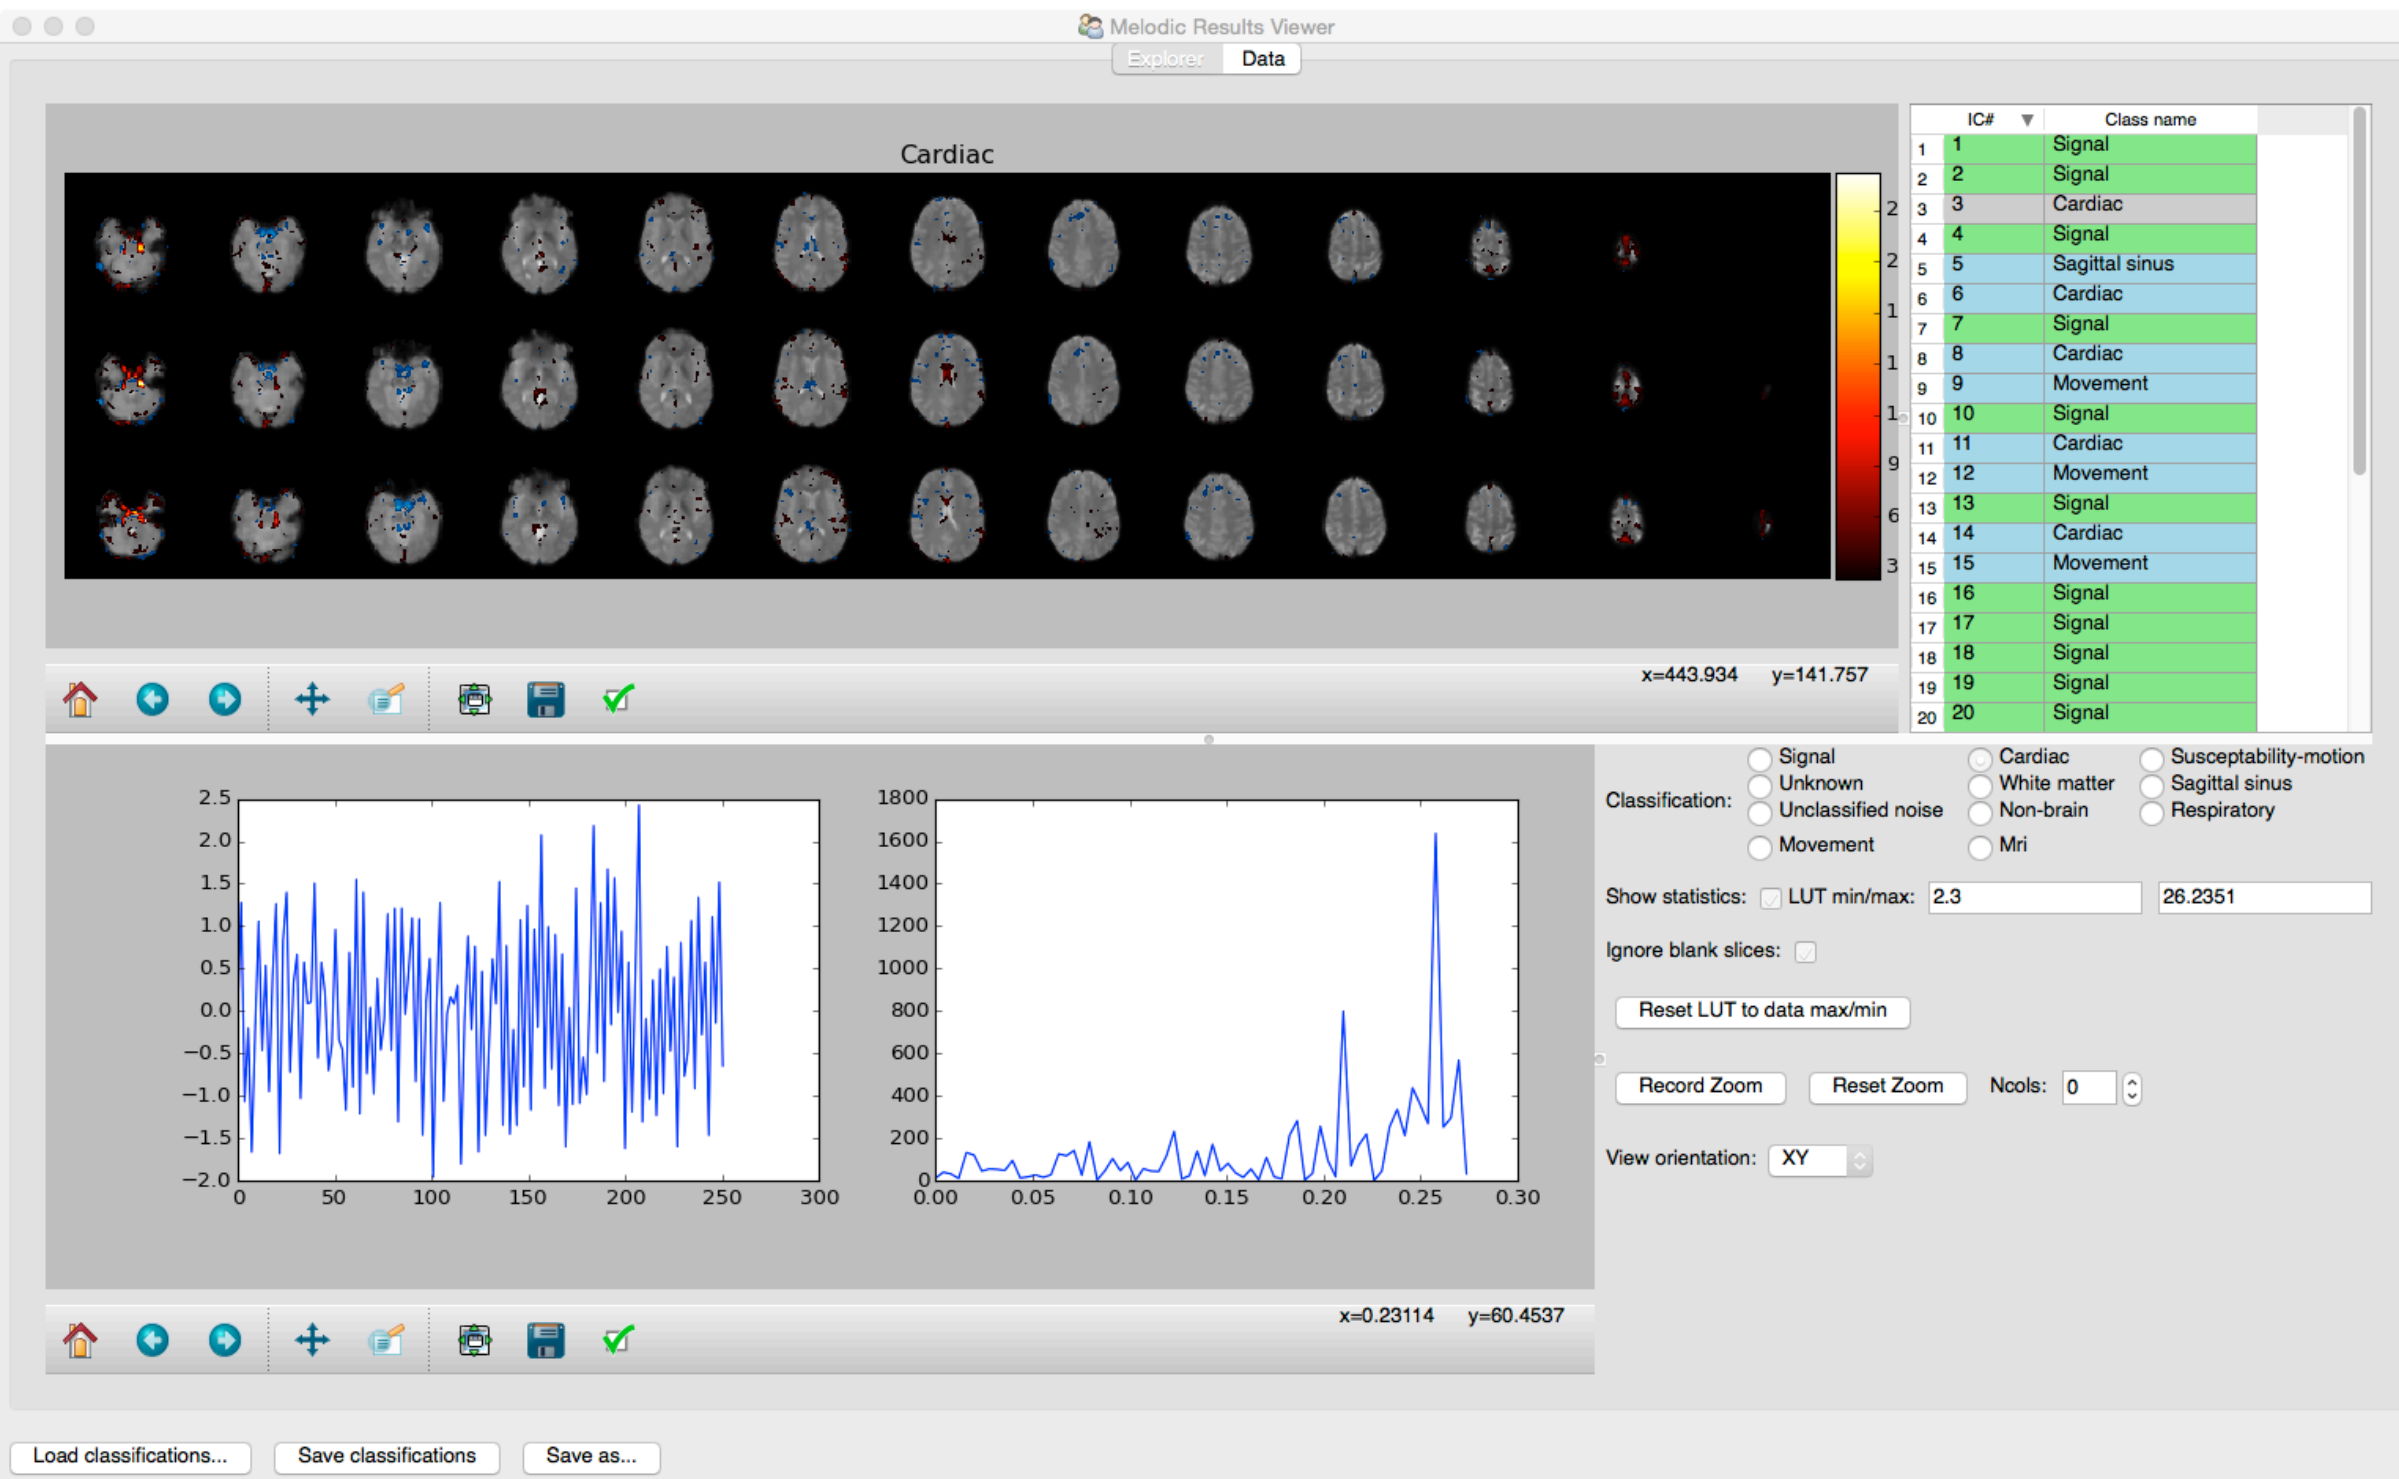 Melodic Results Viewer
Explorer Data
Cardiac
2
2
1
1
1
9
6
3
IC# Class name
1 1 Signal
2 2 Signal
3 3 Cardiac
4 4 Signal
5 5 Sagittal sinus
6 6 Cardiac
7 7 Signal
8 8 Cardiac
9 9 Movement
10 10 Signal
11 11 Cardiac
12 12 Movement
13 13 Signal
14 14 Cardiac
15 15 Movement
16 16 Signal
17 17 Signal
18 18 Signal
19 19 Signal
20 20 Signal
x=443.934 y=141.757
2.5
2.0
1.5
1.0
0.5
0.0
−0.5
−1.0
−1.5
−2.0
0 50 100 150 200 250 300
1800
1600
1400
1200
1000
800
600
400
200
0
0.00 0.05 0.10 0.15 0.20 0.25 0.30
Classification:
Signal Cardiac Susceptability-motion
Unknown White matter Sagittal sinus
Unclassified noise Non-brain Respiratory
Movement Mri
Show statistics: LUT min/max: 2.3 26.2351
Ignore blank slices:
Reset LUT to data max/min
Record Zoom Reset Zoom Ncols: 0
View orientation: XY
x=0.23114 y=60.4537
Load classifications... Save classifications Save as...